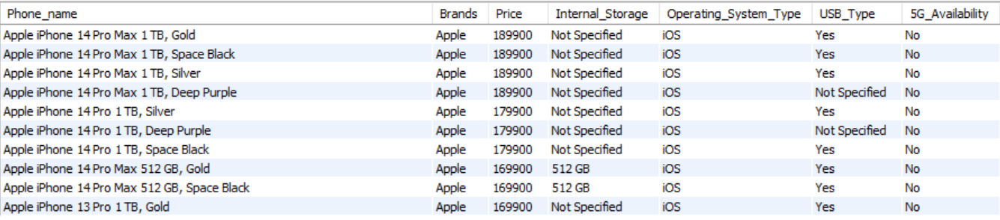 Phone_name Brands Price Internal_Storage Operating_System_Type USB_Type 5G_Availability
Apple iPhone 14 Pro Max 1 TB, Gold Apple 189900 Not Specified iOS Yes No
Apple iPhone 14 Pro Max 1 TB, Space Black Apple 189900 Not Specified iOS Yes No
Apple iPhone 14 Pro Max 1 TB, Silver Apple 189900 Not Specified iOS Yes No
Apple iPhone 14 Pro Max 1 TB, Deep Purple Apple 189900 Not Specified iOS Not Specified No
Apple iPhone 14 Pro 1 TB, Silver Apple 179900 Not Specified iOS Yes No
Apple iPhone 14 Pro 1 TB, Deep Purple Apple 179900 Not Specified iOS Not Specified No
Apple iPhone 14 Pro 1 TB, Space Black Apple 179900 Not Specified iOS Yes No
Apple iPhone 14 Pro Max 512 GB, Gold Apple 169900 512 GB iOS Yes No
Apple iPhone 14 Pro Max 512 GB, Space Black Apple 169900 512 GB iOS Yes No
Apple iPhone 13 Pro 1 TB, Gold Apple 169900 Not Specified iOS Yes No